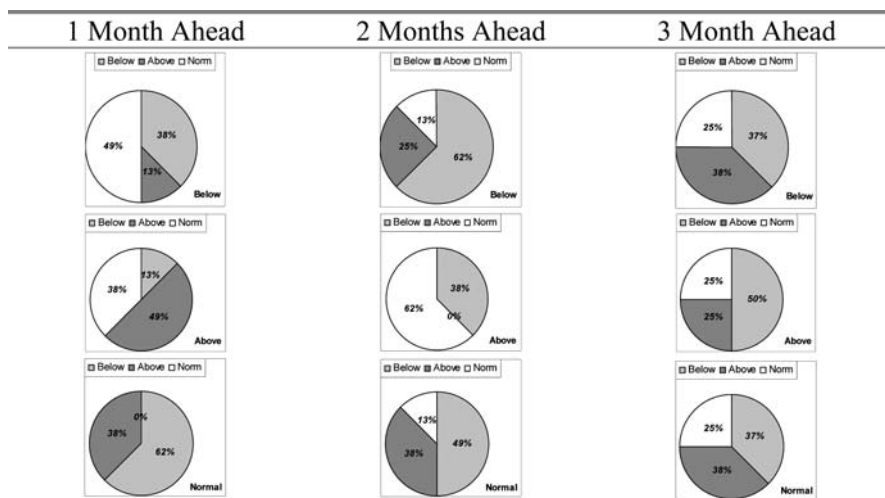 1 Month Ahead 2 Months Ahead 3 Month Ahead
Below Above Norm
49% 38% 13%
Below
Below Above Norm
13% 25% 62%
Below
Below Above Norm
25% 37% 38%
Below
Below Above Norm
38% 13% 49%
Above
Below Above Norm
38% 62% 0%
Above
Below Above Norm
25% 50% 25%
Above
Below Above Norm
0% 38% 62%
Normal
Below Above Norm
13% 49% 38%
Normal
Below Above Norm
25% 37% 38%
Normal